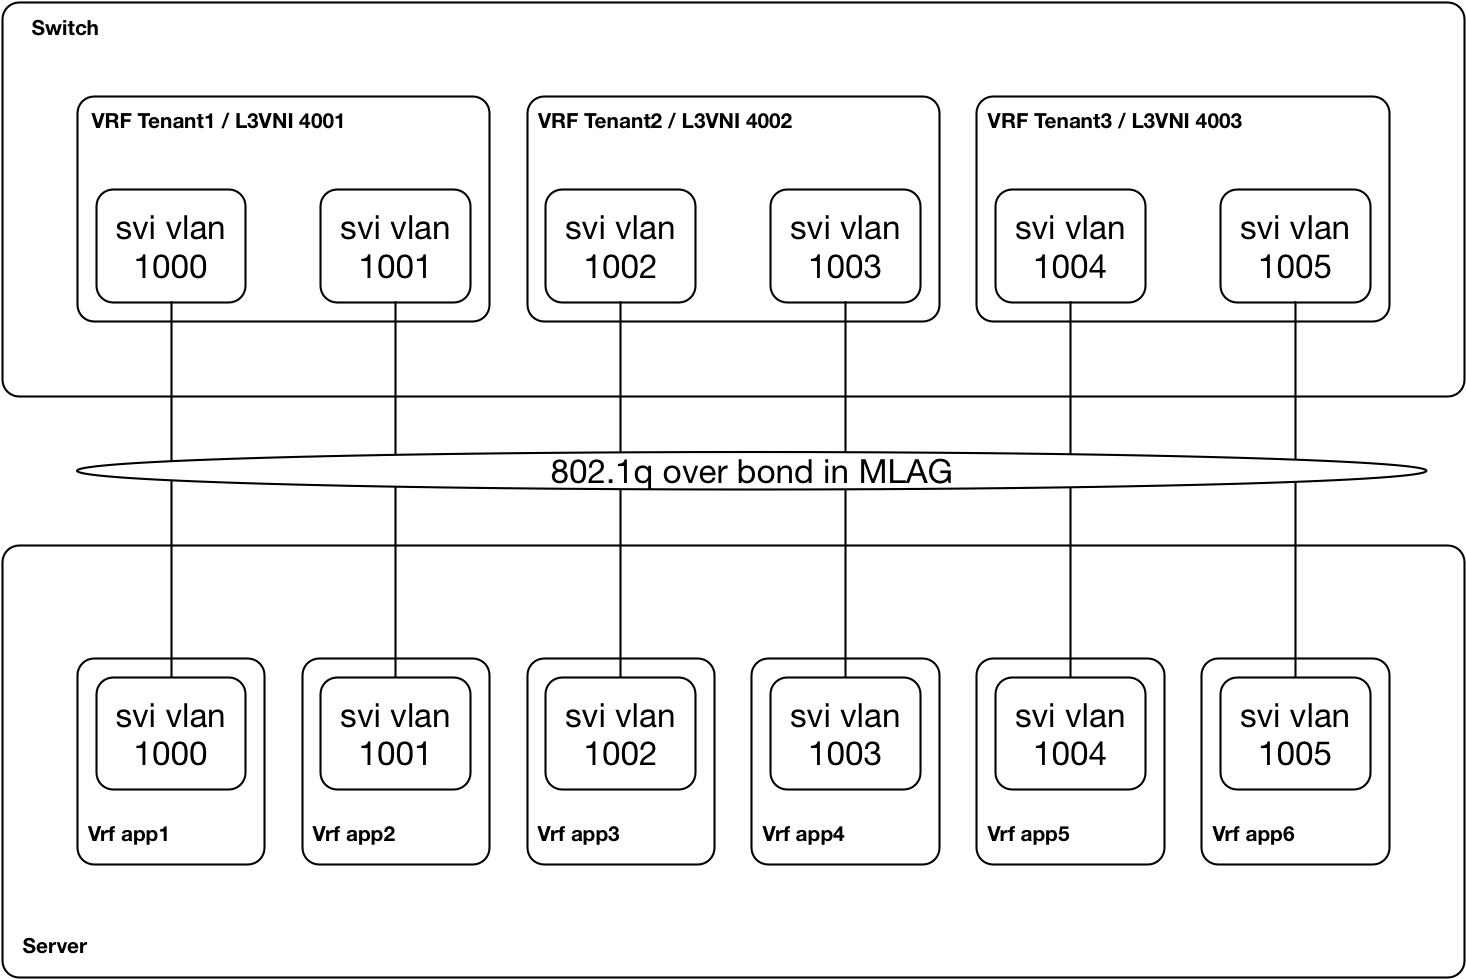 Switch
VRF Tenant1 / L3VNI 4001
VRF Tenant2 / L3VNI 4002
VRF Tenant3 / L3VNI 4003
svi vlan
1000
svi vlan
1001
svi vlan
1002
svi vlan
1003
svi vlan
1004
svi vlan
1005
802.1q over bond in MLAG
svi vlan
1000
svi vlan
1001
svi vlan
1002
svi vlan
1003
svi vlan
1004
svi vlan
1005
Vrf app1
Vrf app2
Vrf app3
Vrf app4
Vrf app5
Vrf app6
Server